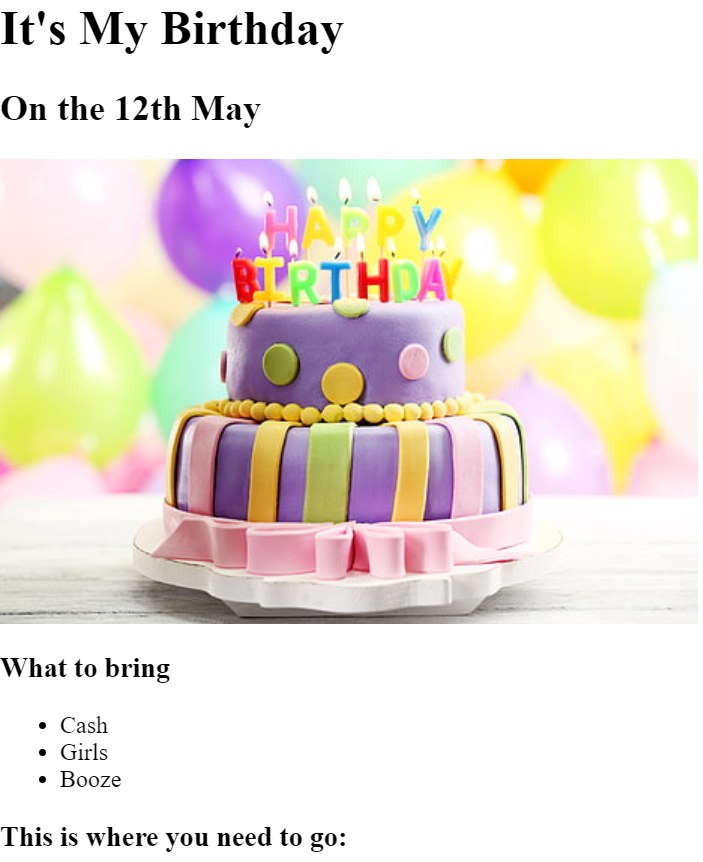 It's My Birthday
On the 12th May
HAPPY
BIRTHDAY
What to bring
Cash
Girls
Booze
This is where you need to go: